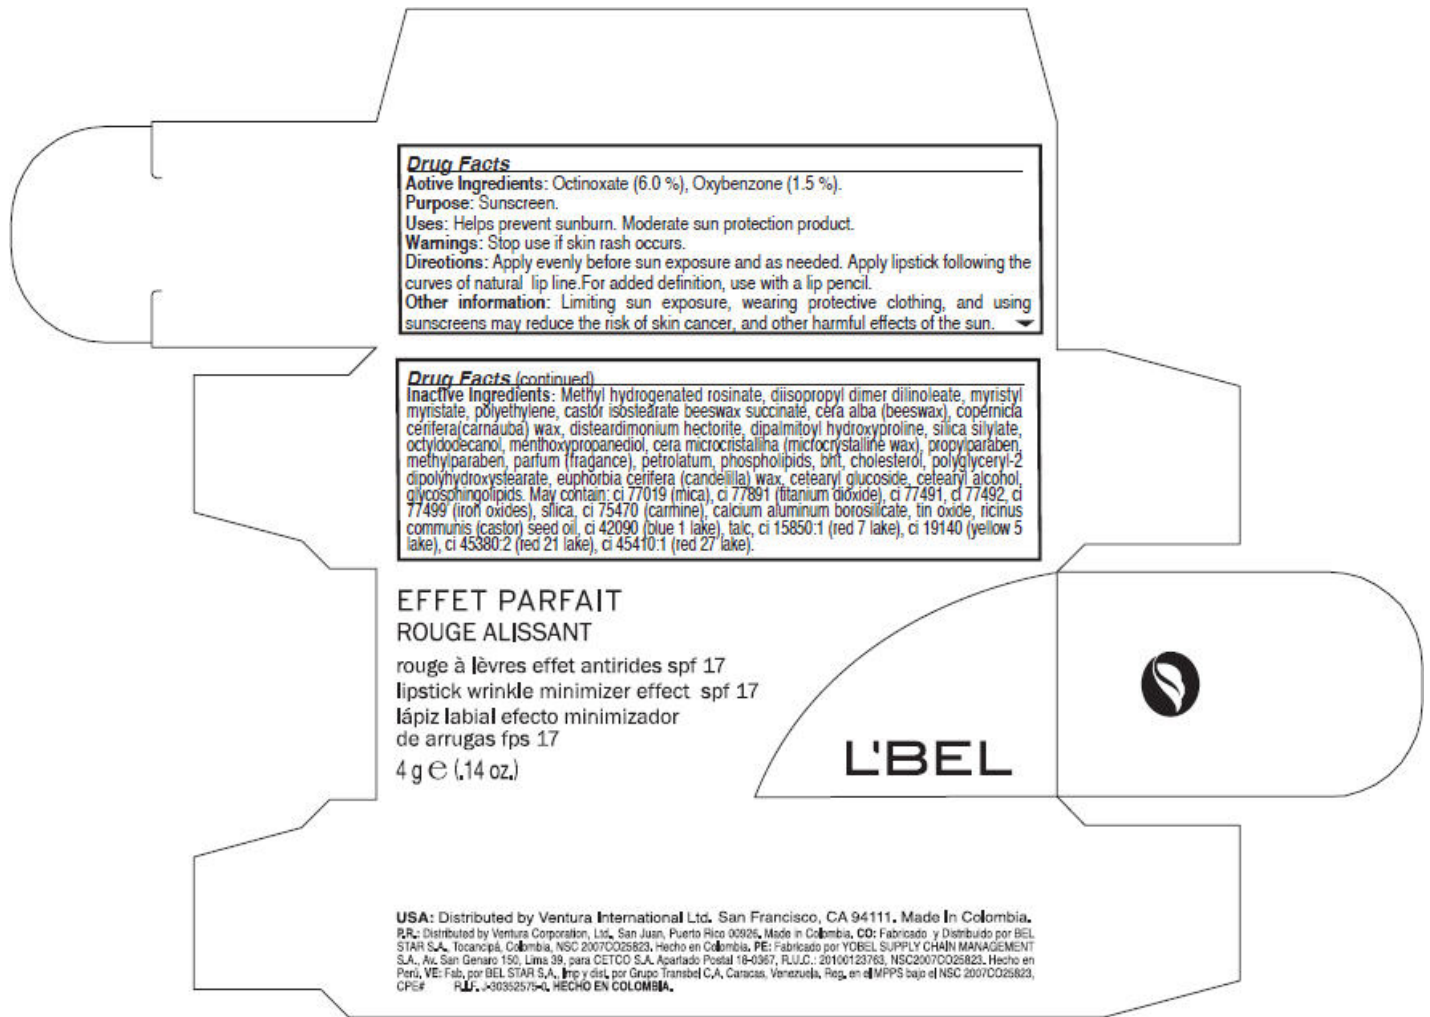 Drug Facts
Active Ingredients: Octinoxate (6.0 %), Oxybenzone (1.5 %).
Purpose: Sunscreen.
Uses: Helps prevent sunburn. Moderate sun protection product.
Warnings: Stop use if skin rash occurs.
Directions: Apply evenly before sun exposure and as needed. Apply lipstick following the
curves of natural lip line.For added definition, use with a lip pencil.
Other information: Limiting sun exposure, wearing protective clothing, and using
sunscreens may reduce the risk of skin cancer, and other harmful effects of the sun.
Drug Facts (continued)
Inactive Ingredients: Methyl hydrogenated rosinate, diisopropyl dimer dilinoleate, myristyl
myristate, polyethylene, castor isostearate beeswax succinate, cera alba (beeswax), copernicia
cerifera(carnauba) wax, disteardimonium hectorite, dipalmitoyl hydroxyproline, silica silylate,
octyldodecanol, menthoxypropanediol, cera microcristallina (microcrystalline wax), propylparaben,
methylparaben, parfum (fragance), petrolatum, phospholipids, bht, cholesterol, polyglyceryl-2
dipolyhydroxystearate, euphorbia cerifera (candelilla) wax, cetearyl glucoside, cetearyl alcohol,
glycosphingolipids. May contain: ci 77019 (mica), ci 77891 (titanium dioxide), ci 77491, ci 77492, ci
77499 (iron oxides), silica, ci 75470 (carmine), calcium aluminum borosilicate, tin oxide, ricinus
communis (castor) seed oil, ci 42090 (blue 1 lake), talc, ci 15850:1 (red 7 lake), ci 19140 (yellow 5
lake), ci 45380:2 (red 21 lake), ci 45410:1 (red 27 lake).
EFFET PARFAIT
ROUGE ALISSANT
rouge à lèvres effet antirides spf 17
lipstick wrinkle minimizer effect spf 17
lápiz labial efecto minimizador
de arrugas fps 17
4 g ℮ (.14 oz.)
L'BEL
USA: Distributed by Ventura International Ltd. San Francisco, CA 94111. Made In Colombia.
P.R.: Distributed by Ventura Corporation, Ltd., San Juan, Puerto Rico 00926. Made in Colombia. CO: Fabricado y Distribuido por BEL
STAR S.A., Tocancipá, Colombia, NSC 2007CO25823. Hecho en Colombia. PE: Fabricado por YOBEL SUPPLY CHAIN MANAGEMENT
S.A., Av. San Genaro 150, Lima 39, para CETCO S.A. Apartado Postal 18-0367, R.U.C.: 20100123763, NSC2007CO25823. Hecho en
Perú, VE: Fab. por BEL STAR S.A., Imp y dist. por Grupo Transbel C.A, Caracas, Venezuela, Reg. en el MPPS bajo el NSC 2007CO25823,
CPE# R.I.F. J-30352575-0. HECHO EN COLOMBIA.